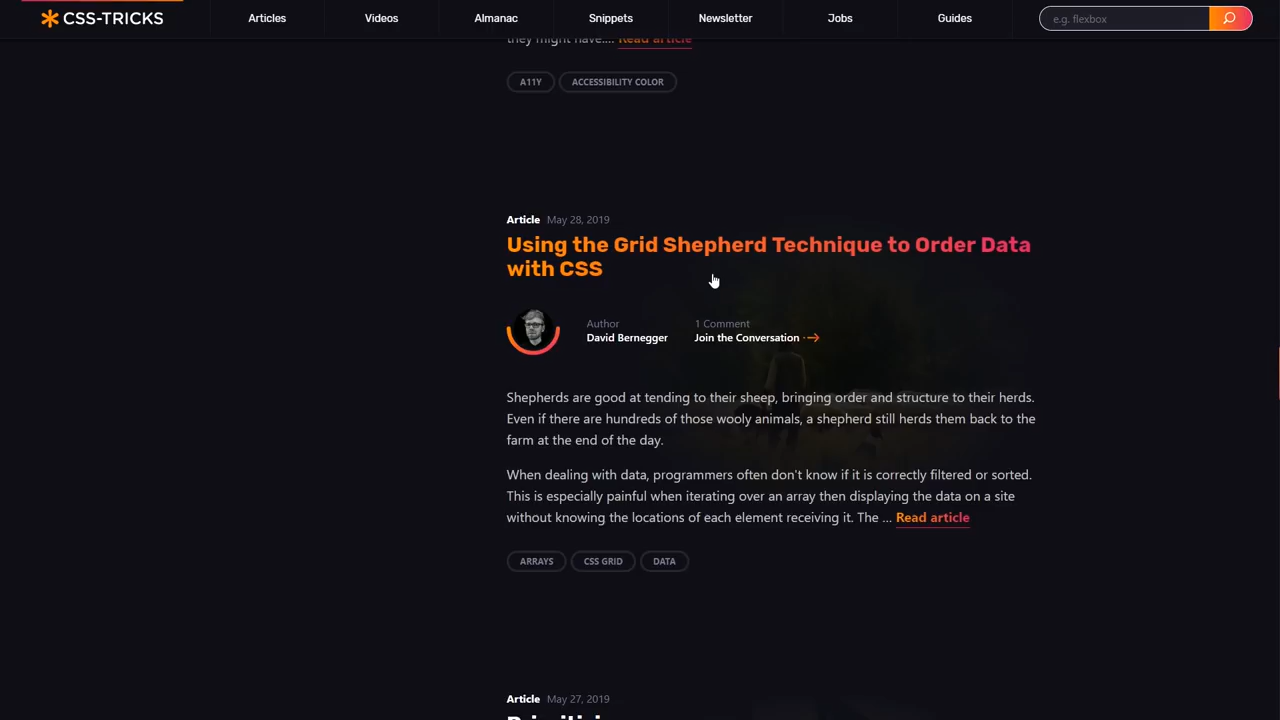 CSS-TRICKS
Articles
Videos
Almanac
Snippets
Newsletter
Jobs
Guides
e.g. flexbox
they might have.... Read article
A11Y
ACCESSIBILITY COLOR
Article May 28, 2019
Using the Grid Shepherd Technique to Order Data
with CSS
Author
David Bernegger
1 Comment
Join the Conversation
Shepherds are good at tending to their sheep, bringing order and structure to their herds.
Even if there are hundreds of those wooly animals, a shepherd still herds them back to the
farm at the end of the day.
When dealing with data, programmers often don't know if it is correctly filtered or sorted.
This is especially painful when iterating over an array then displaying the data on a site
without knowing the locations of each element receiving it. The ... Read article
ARRAYS
CSS GRID
DATA
Article May 27, 2019